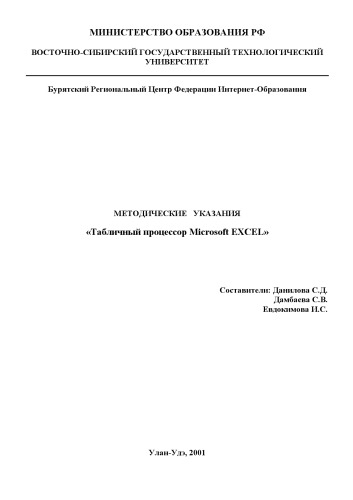 МИНИСТЕРСТВО ОБРАЗОВАНИЯ РФ
ВОСТОЧНО-СИБИРСКИЙ ГОСУДАРСТВЕННЫЙ ТЕХНОЛОГИЧЕСКИЙ
УНИВЕРСИТЕТ
Бурятский Региональный Центр Федерации Интернет-Образования
МЕТОДИЧЕСКИЕ УКАЗАНИЯ
«Табличный процессор Microsoft EXCEL»
Составители: Данилова С.Д.
Дамбаева С.В.
Евдокимова И.С.
Улан-Удэ, 2001